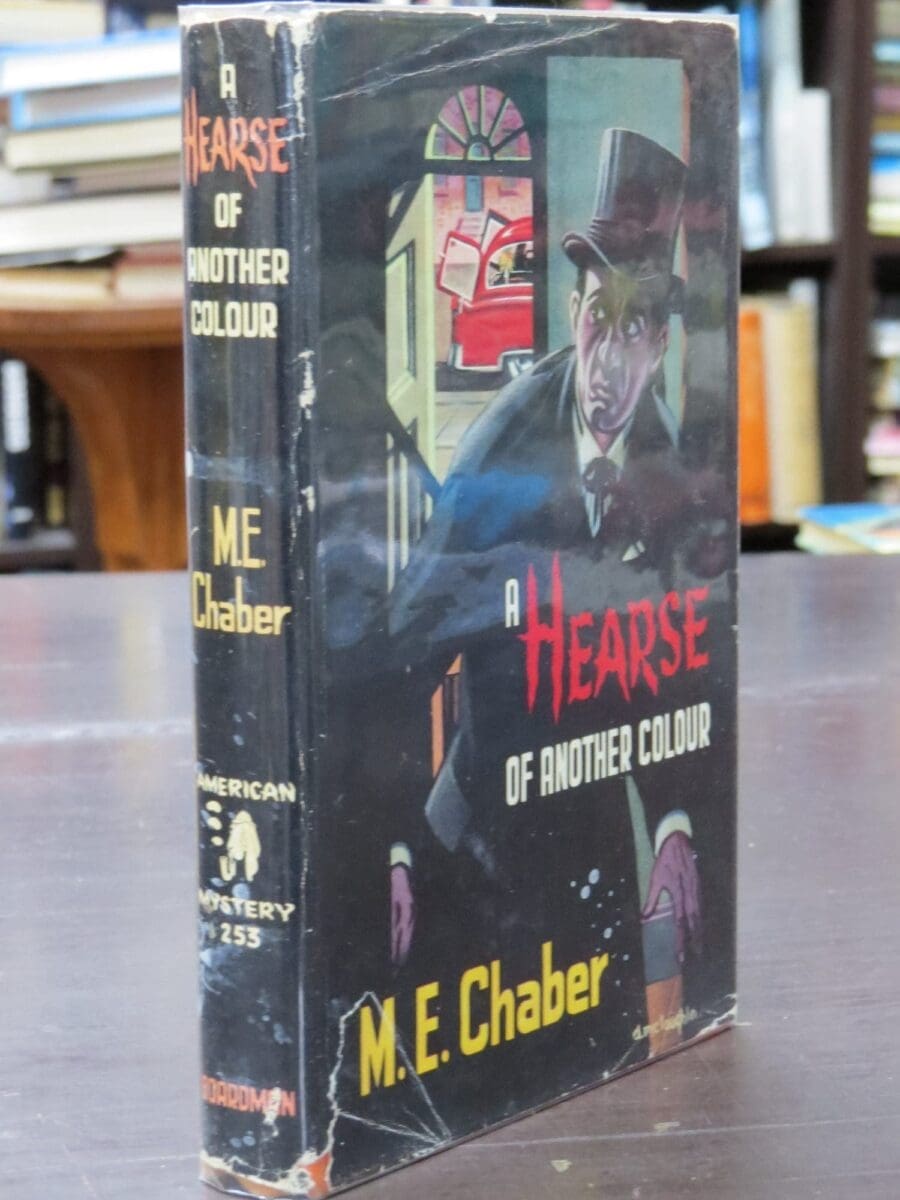 A
HEARSE
OF
ANOTHER
COLOUR
M.E.
Chaber
AMERICAN
MYSTERY
253
BOARDMAN
A HEARSE
OF ANOTHER COLOUR
M. E. Chaber